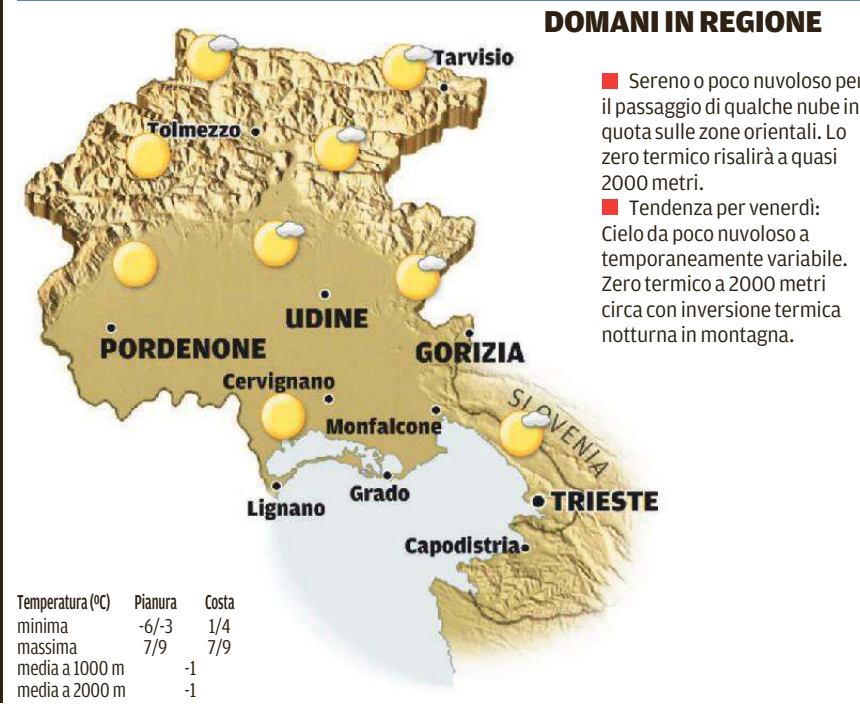 DOMANI IN REGIONE
■ Sereno o poco nuvoloso per
il passaggio di qualche nube in
quota sulle zone orientali. Lo
zero termico risalirà a quasi
2000 metri.
■ Tendenza per venerdì:
Cielo da poco nuvoloso a
temporaneamente variabile.
Zero termico a 2000 metri
circa con inversione termica
notturna in montagna.
Tarvisio
Tolmezzo
UDINE
PORDENONE
GORIZIA
Cervignano
SLOVENIA
Monfalcone
Grado
Lignano
TRIESTE
Capodistria
Temperatura (ºC) Pianura Costa
minima -6/-3 1/4
massima 7/9 7/9
media a 1000 m -1
media a 2000 m -1